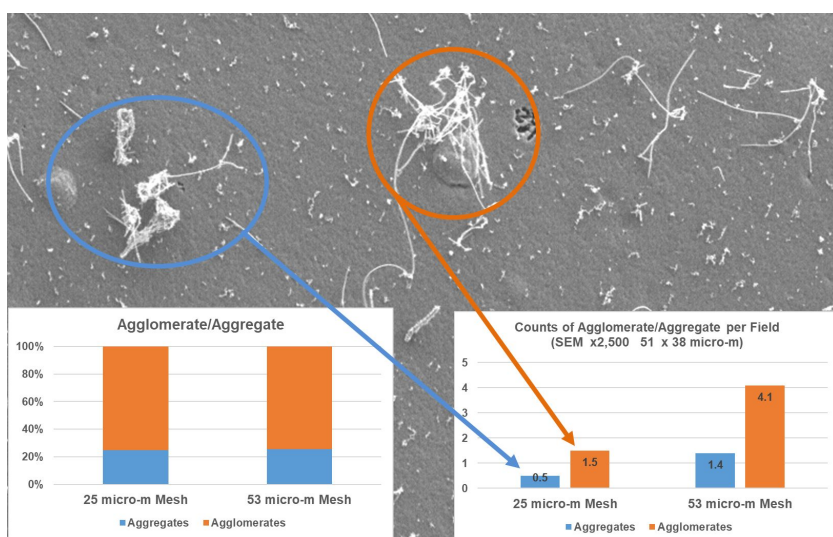 Agglomerate/Aggregate
100%
80%
60%
40%
20%
0%
25 micro-m Mesh 53 micro-m Mesh
Aggregates Agglomerates
Counts of Agglomerate/Aggregate per Field
(SEM x2,500 51 x 38 micro-m)
5
4
3
2
1
0
0.5 1.5 1.4 4.1
25 micro-m Mesh 53 micro-m Mesh
Aggregates Agglomerates